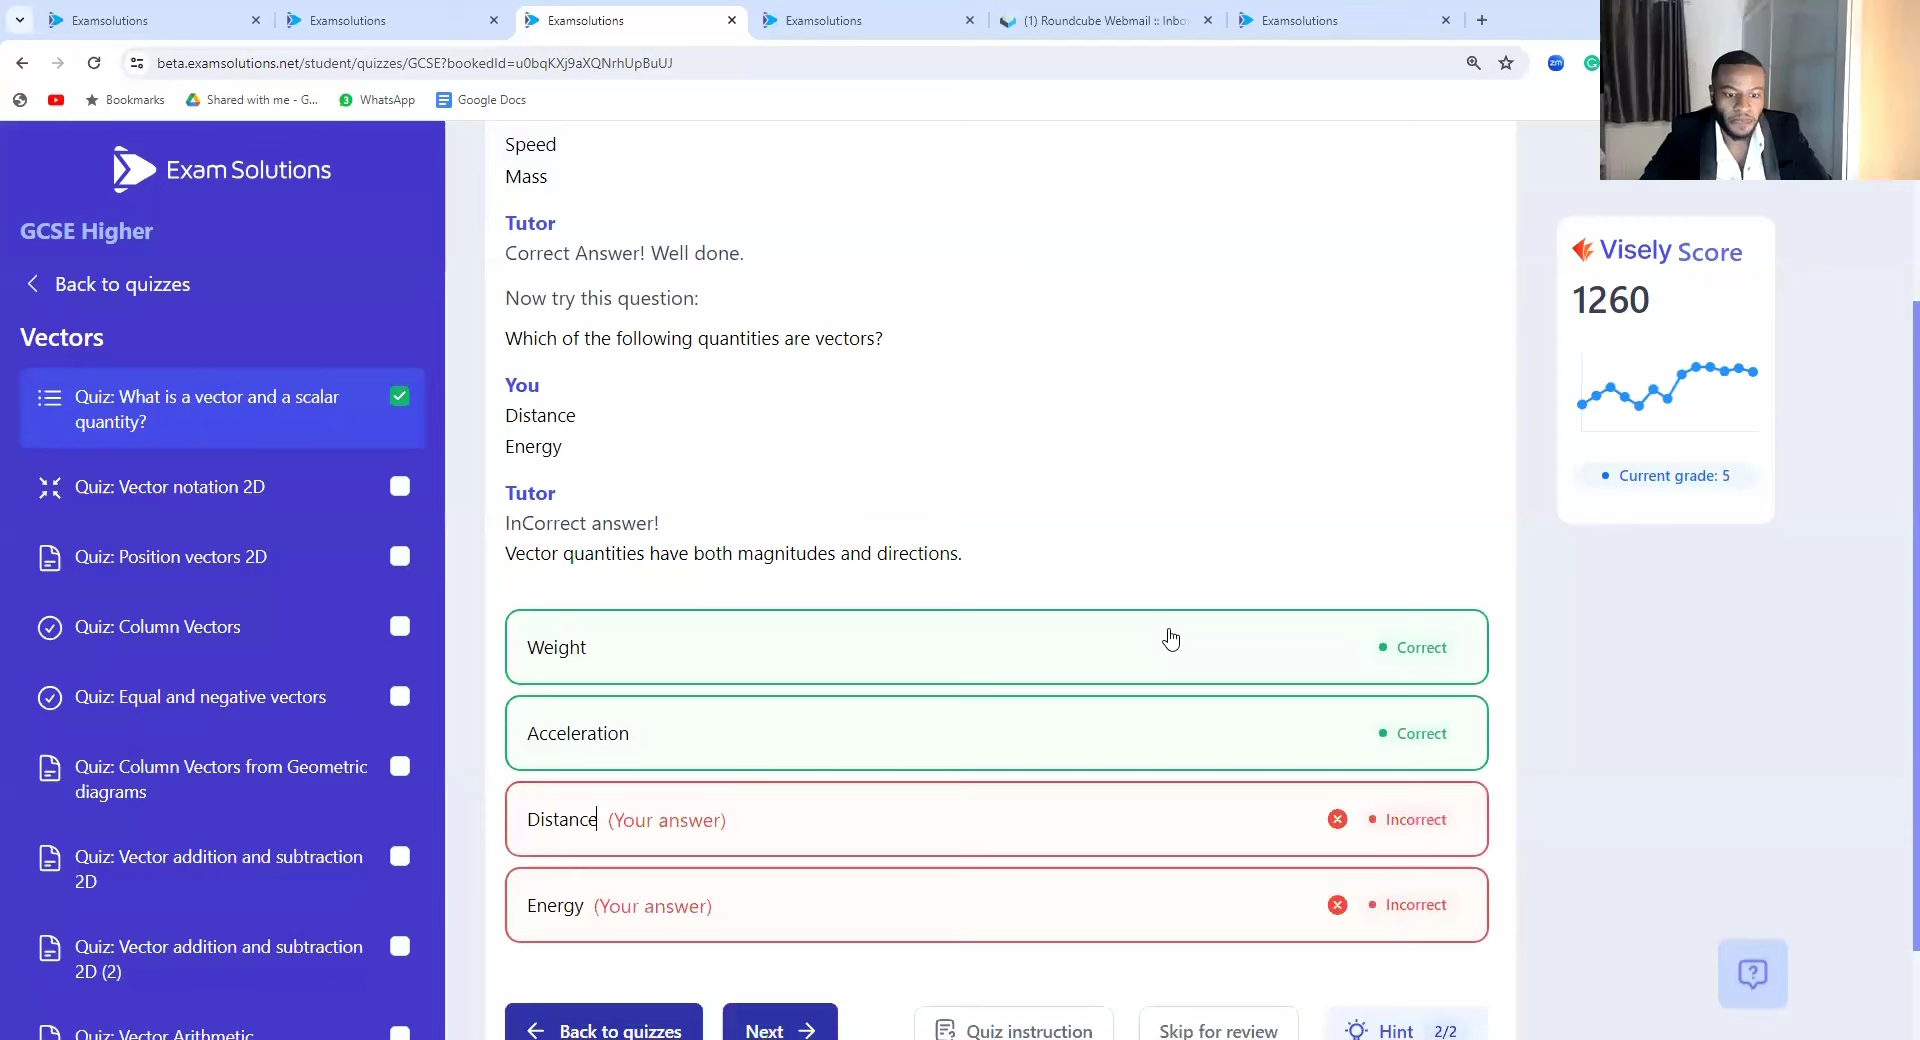 Examsolutions
Examsolutions
Examsolutions
Examsolutions
(1) Roundcube Webmail :: Inbo
Examsolutions
beta.examsolutions.net/student/quizzes/GCSE?bookedId=u0bqKXj9aXQNrhUpBuUJ
zm
Bookmarks
Shared with me - G...
3
WhatsApp
Google Docs
Exam Solutions
GCSE Higher
Back to quizzes
Vectors
Quiz: What is a vector and a scalar
quantity?
Quiz: Vector notation 2D
Quiz: Position vectors 2D
Quiz: Column Vectors
Quiz: Equal and negative vectors
Quiz: Column Vectors from Geometric
diagrams
Quiz: Vector addition and subtraction
2D
Quiz: Vector addition and subtraction
2D (2)
Quiz: Vector Arithmetic
Speed
Mass
Tutor
Correct Answer! Well done.
Now try this question:
Which of the following quantities are vectors?
You
Distance
Energy
Tutor
InCorrect answer!
Vector quantities have both magnitudes and directions.
Weight
Correct
Acceleration
Correct
Distance (Your answer)
Incorrect
Energy (Your answer)
Incorrect
Back to quizzes
Next
Quiz instruction
Skip for review
Hint 2/2
Visely Score
1260
Current grade: 5